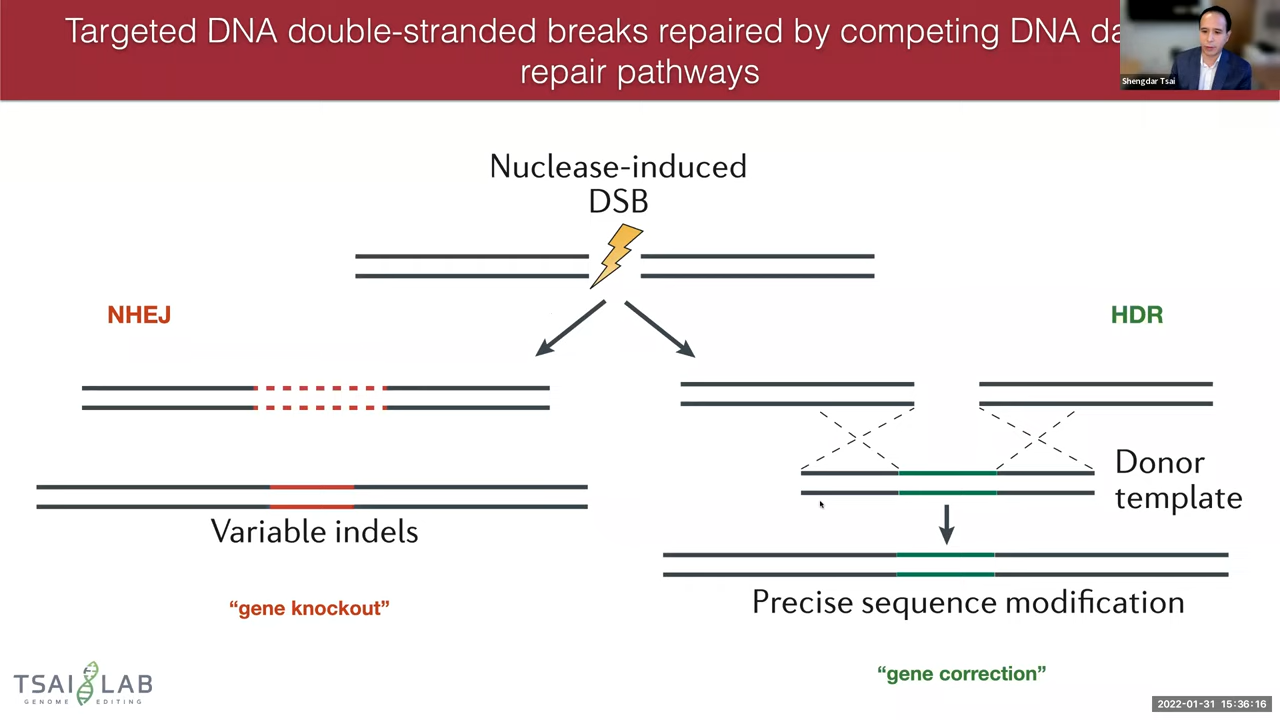 Targeted DNA double-stranded breaks repaired by competing DNA
repair pathways
Shengdar Tsai
Nuclease-induced
DSB
NHEJ
HDR
Donor
template
Variable indels
Precise sequence modification
“gene knockout”
“gene correction”
TSAI LAB
GENOME EDITING
2022-01-31 15:36:16